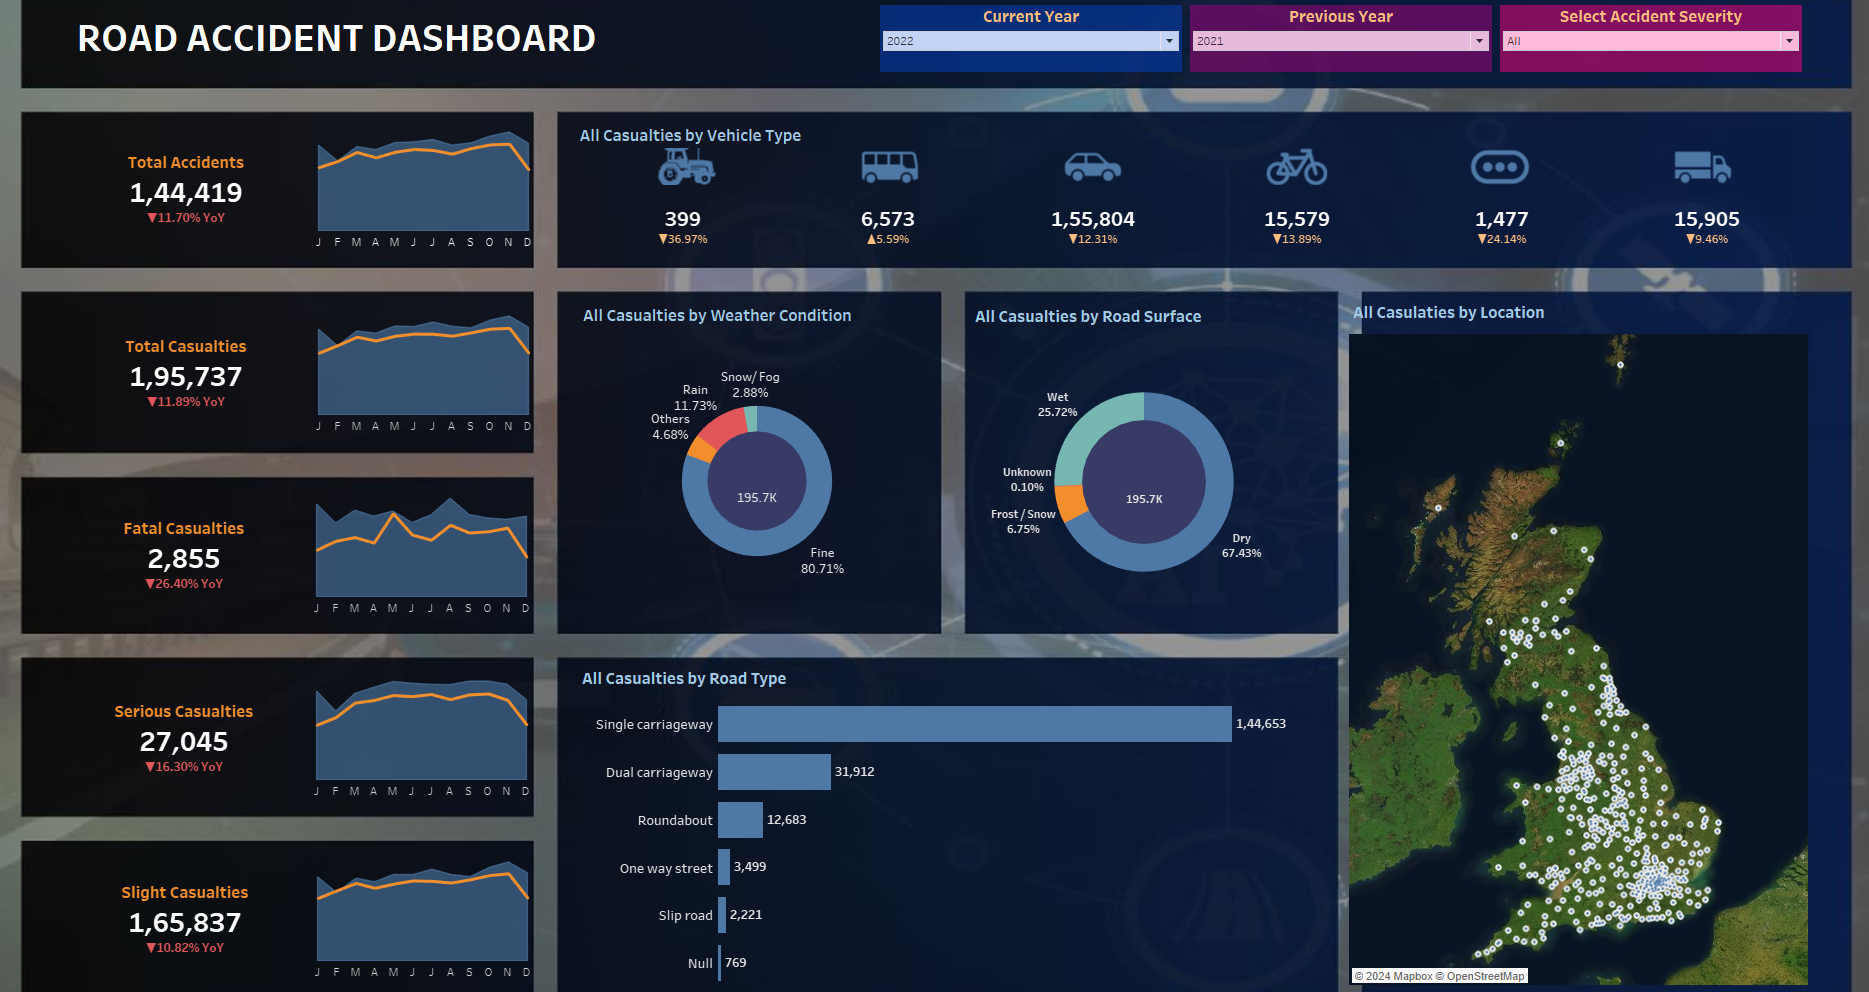 ROAD ACCIDENT DASHBOARD
Current Year
2022
Previous Year
2021
Select Accident Severity
All
Total Accidents
1,44,419
▼11.70% YoY
J F M A M J J A S O N D
Total Casualties
1,95,737
▼11.89% YoY
J F M A M J J A S O N D
Fatal Casualties
2,855
▼26.40% YoY
J F M A M J J A S O N D
Serious Casualties
27,045
▼16.30% YoY
J F M A M J J A S O N D
Slight Casualties
1,65,837
▼10.82% YoY
J F M A M J J A S O N D
All Casualties by Vehicle Type
399
▼36.97%
6,573
▲5.59%
1,55,804
▼12.31%
15,579
▼13.89%
1,477
▼24.14%
15,905
▼9.46%
All Casualties by Weather Condition
Snow/ Fog
2.88%
Rain
11.73%
Others
4.68%
195.7K
Fine
80.71%
All Casualties by Road Surface
Wet
25.72%
Unknown
0.10%
Frost / Snow
6.75%
195.7K
Dry
67.43%
All Casulaties by Location
© 2024 Mapbox © OpenStreetMap
All Casualties by Road Type
Single carriageway 1,44,653
Dual carriageway 31,912
Roundabout 12,683
One way street 3,499
Slip road 2,221
Null 769